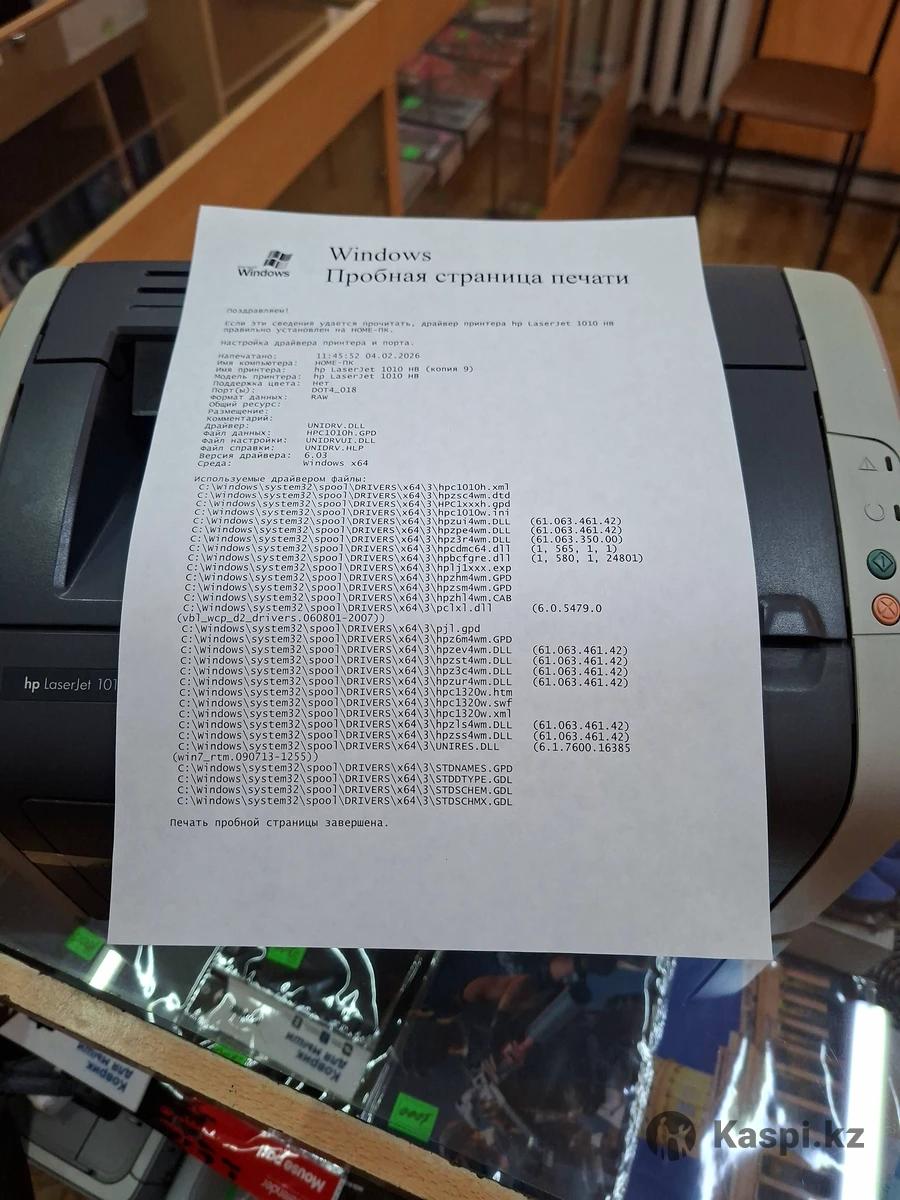 Windows
Windows
Пробная страница печати
Поздравляем!
Если эти сведения удается прочитать, драйвер принтера hp LaserJet 1010 HB
правильно установлен на HOME-ПК.
Настройка драйвера принтера и порта.
Напечатано: 11:45:52 04.02.2026
Имя компьютера: HOME-ПК
Имя принтера: hp LaserJet 1010 HB (копия 9)
Модель принтера: hp LaserJet 1010 HB
Поддержка цвета: Нет
Порт(ы): DOT4_018
Формат данных: RAW
Общий ресурс:
Размещение:
Комментарий:
Драйвер: UNIDRV.DLL
Файл данных: HPC1010h.GPD
Файл настройки: UNIDRVUI.DLL
Файл справки: UNIDRV.HLP
Версия драйвера: 6.03
Среда: Windows x64
Используемые драйвером файлы:
C:\Windows\system32\spool\DRIVERS\x64\3\hpc1010h.xml
C:\Windows\system32\spool\DRIVERS\x64\3\hpzsc4wm.dtd
C:\Windows\system32\spool\DRIVERS\x64\3\HPC1xxxh.gpd
C:\Windows\system32\spool\DRIVERS\x64\3\hpc1010w.ini
C:\Windows\system32\spool\DRIVERS\x64\3\hpzui4wm.DLL (61.063.461.42)
C:\Windows\system32\spool\DRIVERS\x64\3\hpzpe4wm.DLL (61.063.461.42)
C:\Windows\system32\spool\DRIVERS\x64\3\hpz3r4wm.DLL (61.063.350.00)
C:\Windows\system32\spool\DRIVERS\x64\3\hpcdmc64.dll (1, 565, 1, 1)
C:\Windows\system32\spool\DRIVERS\x64\3\hpbcfgre.dll (1, 580, 1, 24801)
C:\Windows\system32\spool\DRIVERS\x64\3\hplj1xxx.exp
C:\Windows\system32\spool\DRIVERS\x64\3\hpzhm4wm.GPD
C:\Windows\system32\spool\DRIVERS\x64\3\hpzsm4wm.GPD
C:\Windows\system32\spool\DRIVERS\x64\3\hpzhl4wm.CAB
C:\Windows\system32\spool\DRIVERS\x64\3\pclxl.dll (6.0.5479.0
(vbl_wcp_d2_drivers.060801-2007))
C:\Windows\system32\spool\DRIVERS\x64\3\pjl.gpd
C:\Windows\system32\spool\DRIVERS\x64\3\hpz6m4wm.GPD
C:\Windows\system32\spool\DRIVERS\x64\3\hpzev4wm.DLL (61.063.461.42)
C:\Windows\system32\spool\DRIVERS\x64\3\hpzst4wm.DLL (61.063.461.42)
C:\Windows\system32\spool\DRIVERS\x64\3\hpz3c4wm.DLL (61.063.461.42)
C:\Windows\system32\spool\DRIVERS\x64\3\hpzur4wm.DLL (61.063.461.42)
C:\Windows\system32\spool\DRIVERS\x64\3\hpc1320w.htm
C:\Windows\system32\spool\DRIVERS\x64\3\hpc1320w.swf
C:\Windows\system32\spool\DRIVERS\x64\3\hpc1320w.xml
C:\Windows\system32\spool\DRIVERS\x64\3\hpzls4wm.DLL (61.063.461.42)
C:\Windows\system32\spool\DRIVERS\x64\3\hpzss4wm.DLL (61.063.461.42)
C:\Windows\system32\spool\DRIVERS\x64\3\UNIRES.DLL (6.1.7600.16385
(win7_rtm.090713-1255))
C:\Windows\system32\spool\DRIVERS\x64\3\STDNAMES.GPD
C:\Windows\system32\spool\DRIVERS\x64\3\STDDTYPE.GDL
C:\Windows\system32\spool\DRIVERS\x64\3\STDSCHEM.GDL
C:\Windows\system32\spool\DRIVERS\x64\3\STDSCHMX.GDL
Печать пробной страницы завершена.
hp LaserJet 101
Коврик
для мыши
Коврик
для мыши
Mouse pad
Kaspi.kz